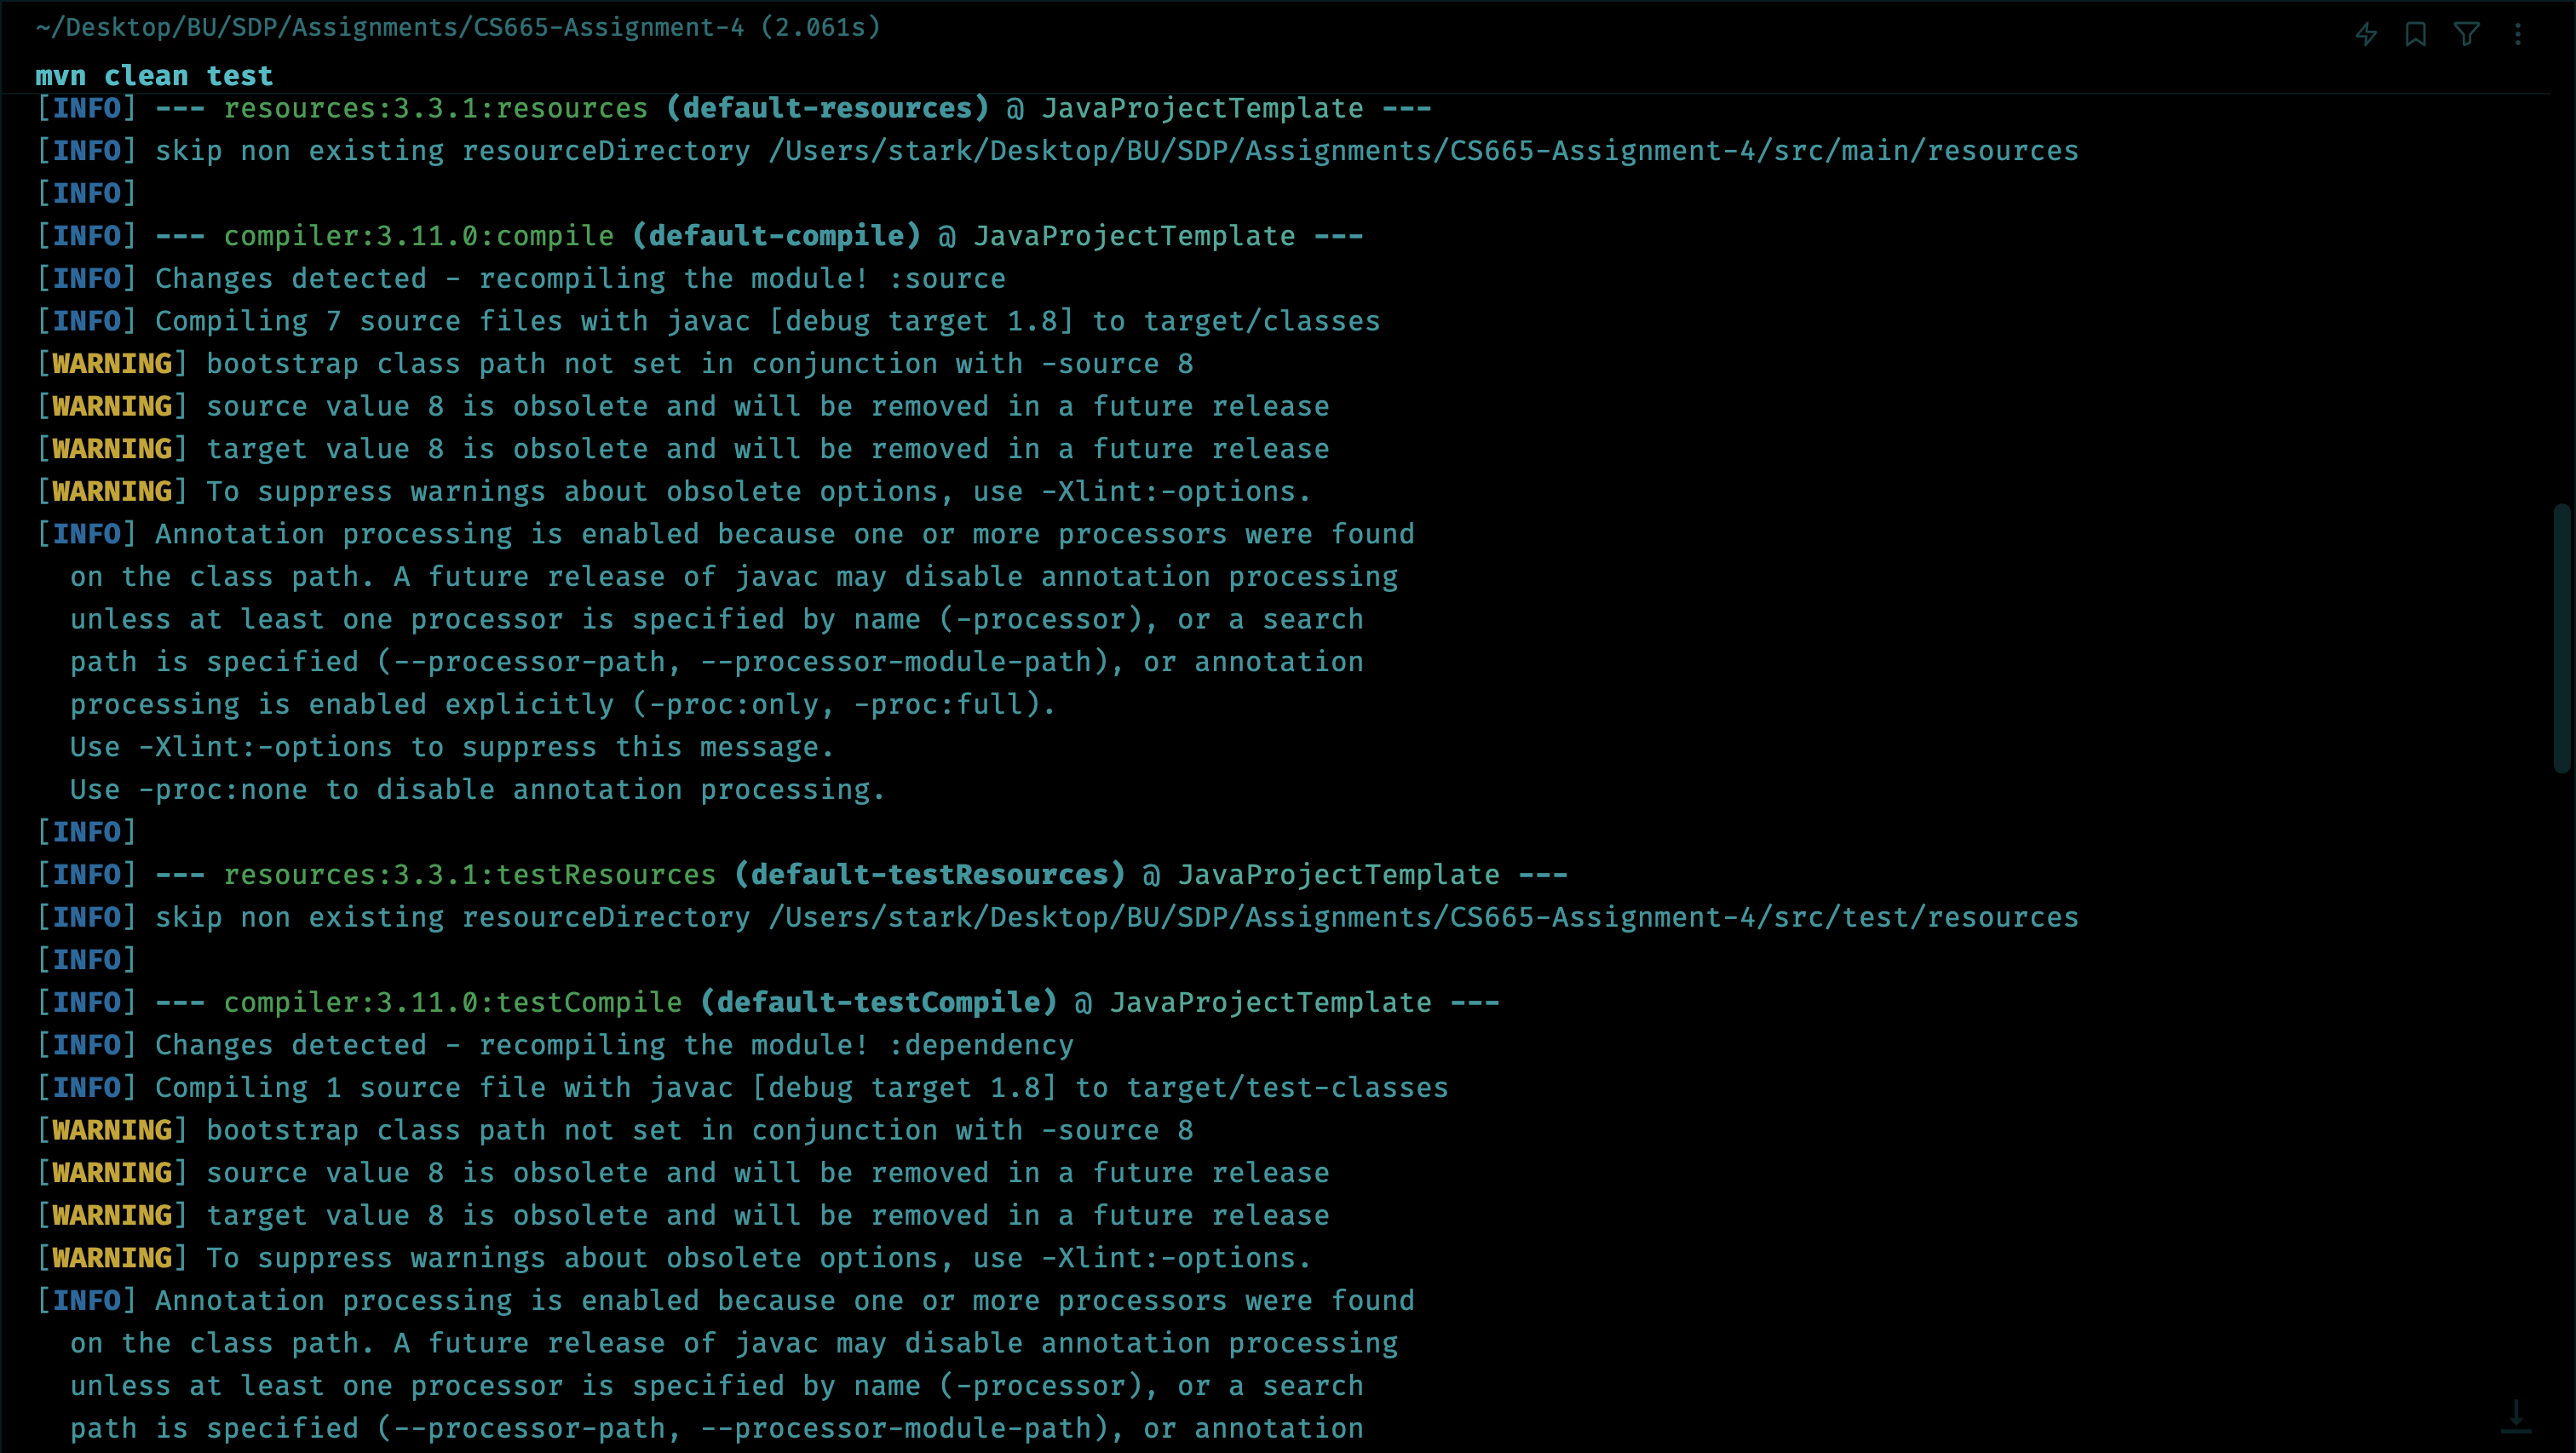 ~/Desktop/BU/SDP/Assignments/CS665-Assignment-4 (2.061s)
mvn clean test
[INFO] --- resources:3.3.1:resources (default-resources) @ JavaProjectTemplate ---
[INFO] skip non existing resourceDirectory /Users/stark/Desktop/BU/SDP/Assignments/CS665-Assignment-4/src/main/resources
[INFO]
[INFO] --- compiler:3.11.0:compile (default-compile) @ JavaProjectTemplate ---
[INFO] Changes detected - recompiling the module! :source
[INFO] Compiling 7 source files with javac [debug target 1.8] to target/classes
[WARNING] bootstrap class path not set in conjunction with -source 8
[WARNING] source value 8 is obsolete and will be removed in a future release
[WARNING] target value 8 is obsolete and will be removed in a future release
[WARNING] To suppress warnings about obsolete options, use -Xlint:-options.
[INFO] Annotation processing is enabled because one or more processors were found
  on the class path. A future release of javac may disable annotation processing
  unless at least one processor is specified by name (-processor), or a search
  path is specified (--processor-path, --processor-module-path), or annotation
  processing is enabled explicitly (-proc:only, -proc:full).
  Use -Xlint:-options to suppress this message.
  Use -proc:none to disable annotation processing.
[INFO]
[INFO] --- resources:3.3.1:testResources (default-testResources) @ JavaProjectTemplate ---
[INFO] skip non existing resourceDirectory /Users/stark/Desktop/BU/SDP/Assignments/CS665-Assignment-4/src/test/resources
[INFO]
[INFO] --- compiler:3.11.0:testCompile (default-testCompile) @ JavaProjectTemplate ---
[INFO] Changes detected - recompiling the module! :dependency
[INFO] Compiling 1 source file with javac [debug target 1.8] to target/test-classes
[WARNING] bootstrap class path not set in conjunction with -source 8
[WARNING] source value 8 is obsolete and will be removed in a future release
[WARNING] target value 8 is obsolete and will be removed in a future release
[WARNING] To suppress warnings about obsolete options, use -Xlint:-options.
[INFO] Annotation processing is enabled because one or more processors were found
  on the class path. A future release of javac may disable annotation processing
  unless at least one processor is specified by name (-processor), or a search
  path is specified (--processor-path, --processor-module-path), or annotation